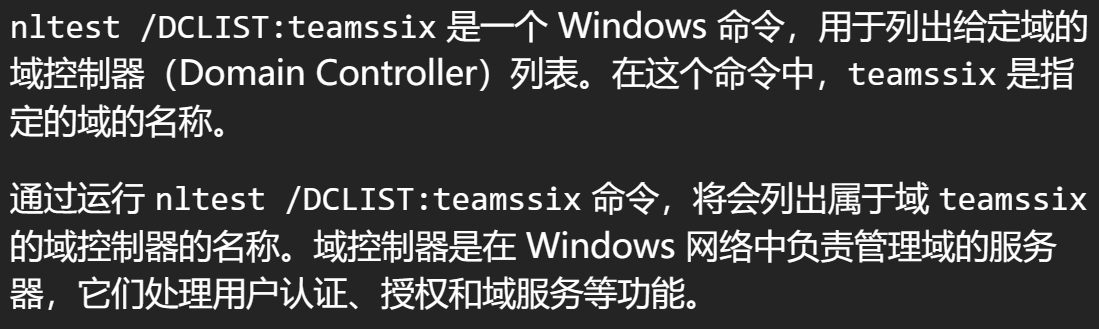 nltest /DCLIST:teamssix 是一个 Windows 命令，用于列出给定域的
域控制器（Domain Controller）列表。在这个命令中，teamssix 是指
定的域的名称。
通过运行 nltest /DCLIST:teamssix 命令，将会列出属于域 teamssix
的域控制器的名称。域控制器是在 Windows 网络中负责管理域的服务
器，它们处理用户认证、授权和域服务等功能。